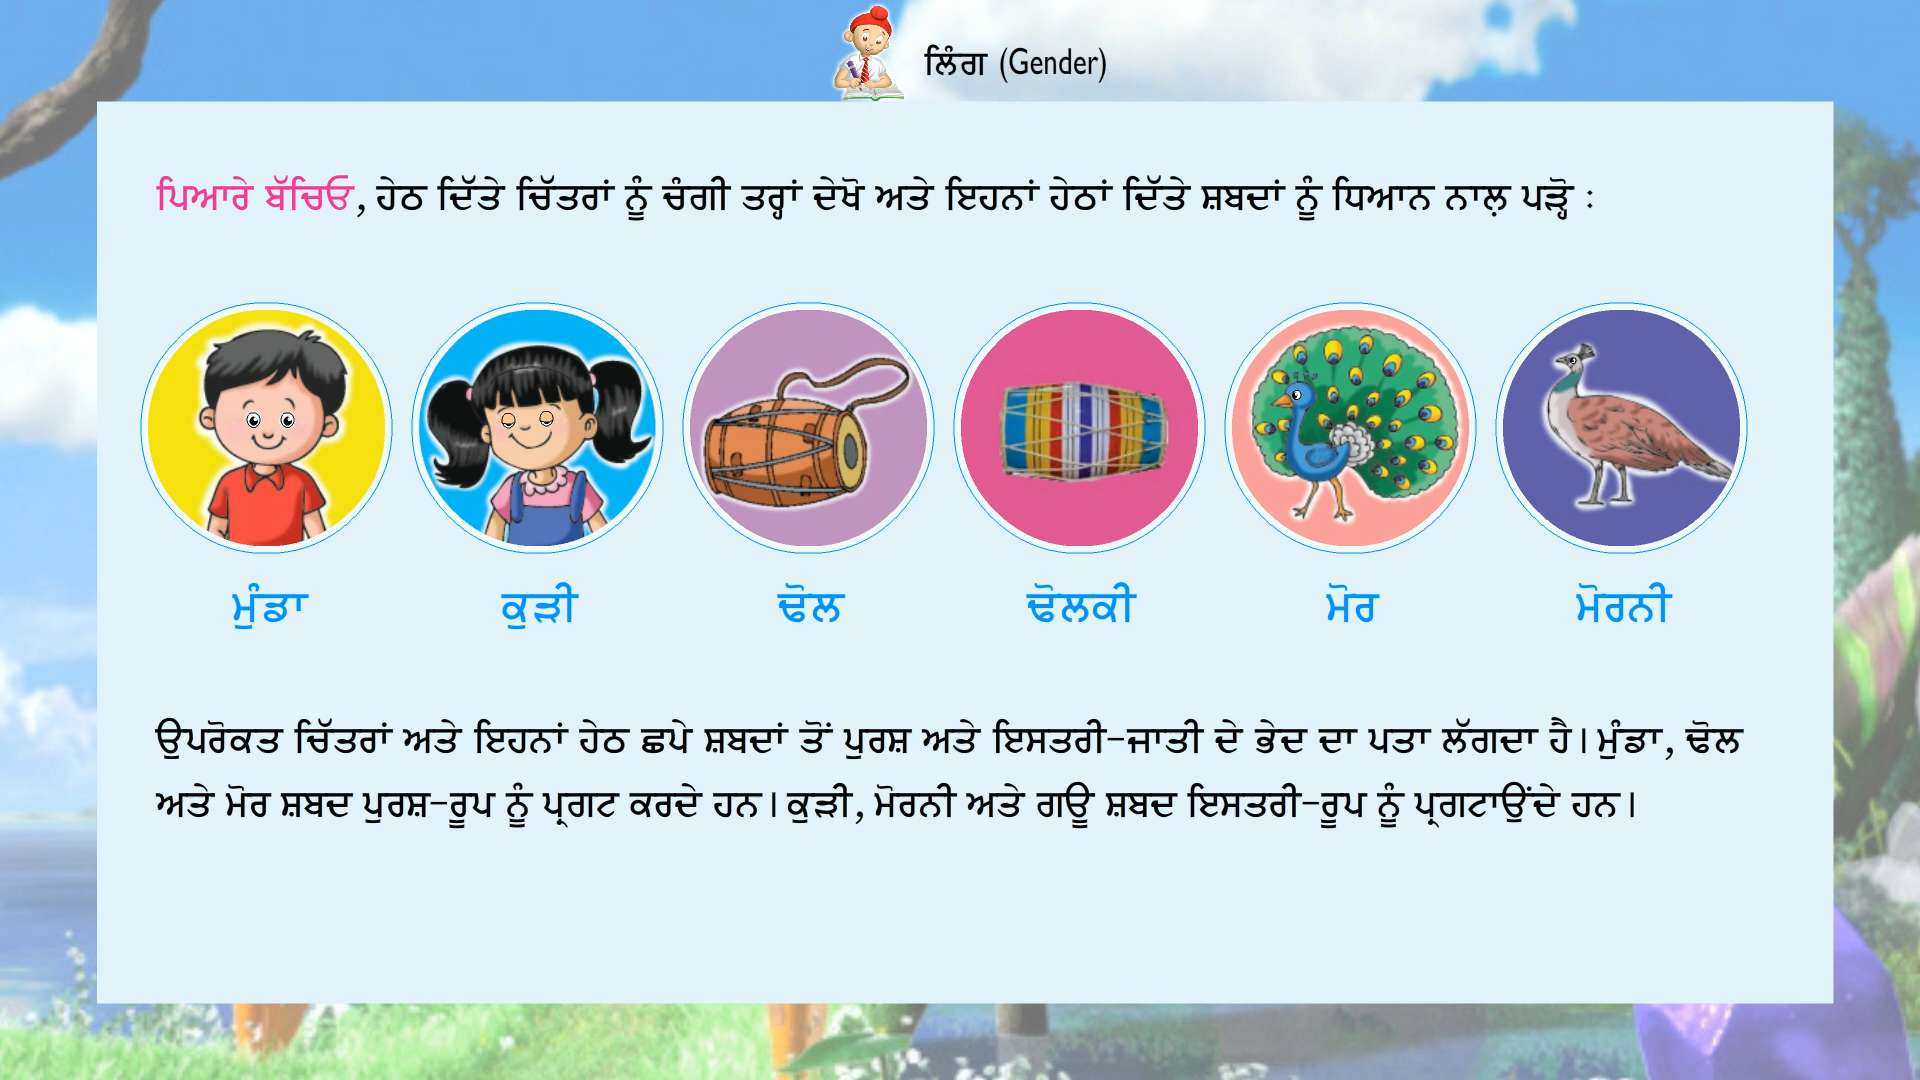 ਲਿੰਗ (Gender)
ਪਿਆਰੇ ਬੱਚਿਓ, ਹੇਠ ਦਿੱਤੇ ਚਿੱਤਰਾਂ ਨੂੰ ਚੰਗੀ ਤਰ੍ਹਾਂ ਦੇਖੋ ਅਤੇ ਇਹਨਾਂ ਹੇਠਾਂ ਦਿੱਤੇ ਸ਼ਬਦਾਂ ਨੂੰ ਧਿਆਨ ਨਾਲ਼ ਪੜ੍ਹੋ :
ਮੁੰਡਾ ਕੁੜੀ ਢੋਲ ਢੋਲਕੀ ਮੋਰ ਮੋਰਨੀ
ਉਪਰੋਕਤ ਚਿੱਤਰਾਂ ਅਤੇ ਇਹਨਾਂ ਹੇਠ ਛਪੇ ਸ਼ਬਦਾਂ ਤੋਂ ਪੁਰਸ਼ ਅਤੇ ਇਸਤਰੀ-ਜਾਤੀ ਦੇ ਭੇਦ ਦਾ ਪਤਾ ਲੱਗਦਾ ਹੈ। ਮੁੰਡਾ, ਢੋਲ
ਅਤੇ ਮੋਰ ਸ਼ਬਦ ਪੁਰਸ਼-ਰੂਪ ਨੂੰ ਪ੍ਰਗਟ ਕਰਦੇ ਹਨ। ਕੁੜੀ, ਮੋਰਨੀ ਅਤੇ ਗਊ ਸ਼ਬਦ ਇਸਤਰੀ-ਰੂਪ ਨੂੰ ਪ੍ਰਗਟਾਉਂਦੇ ਹਨ।